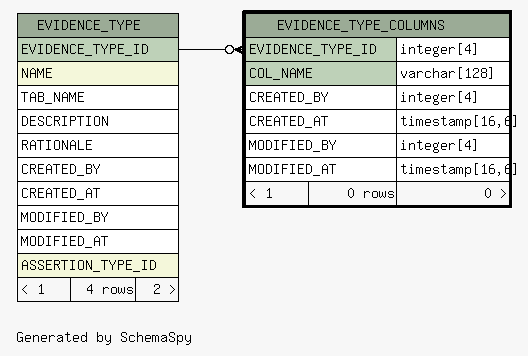 EVIDENCE_TYPE
EVIDENCE_TYPE_ID
NAME
TAB_NAME
DESCRIPTION
RATIONALE
CREATED_BY
CREATED_AT
MODIFIED_BY
MODIFIED_AT
ASSERTION_TYPE_ID
< 1 4 rows 2 >
EVIDENCE_TYPE_COLUMNS
EVIDENCE_TYPE_ID integer[4]
COL_NAME varchar[128]
CREATED_BY integer[4]
CREATED_AT timestamp[16,6]
MODIFIED_BY integer[4]
MODIFIED_AT timestamp[16,6]
< 1 0 rows 0 >
Generated by SchemaSpy